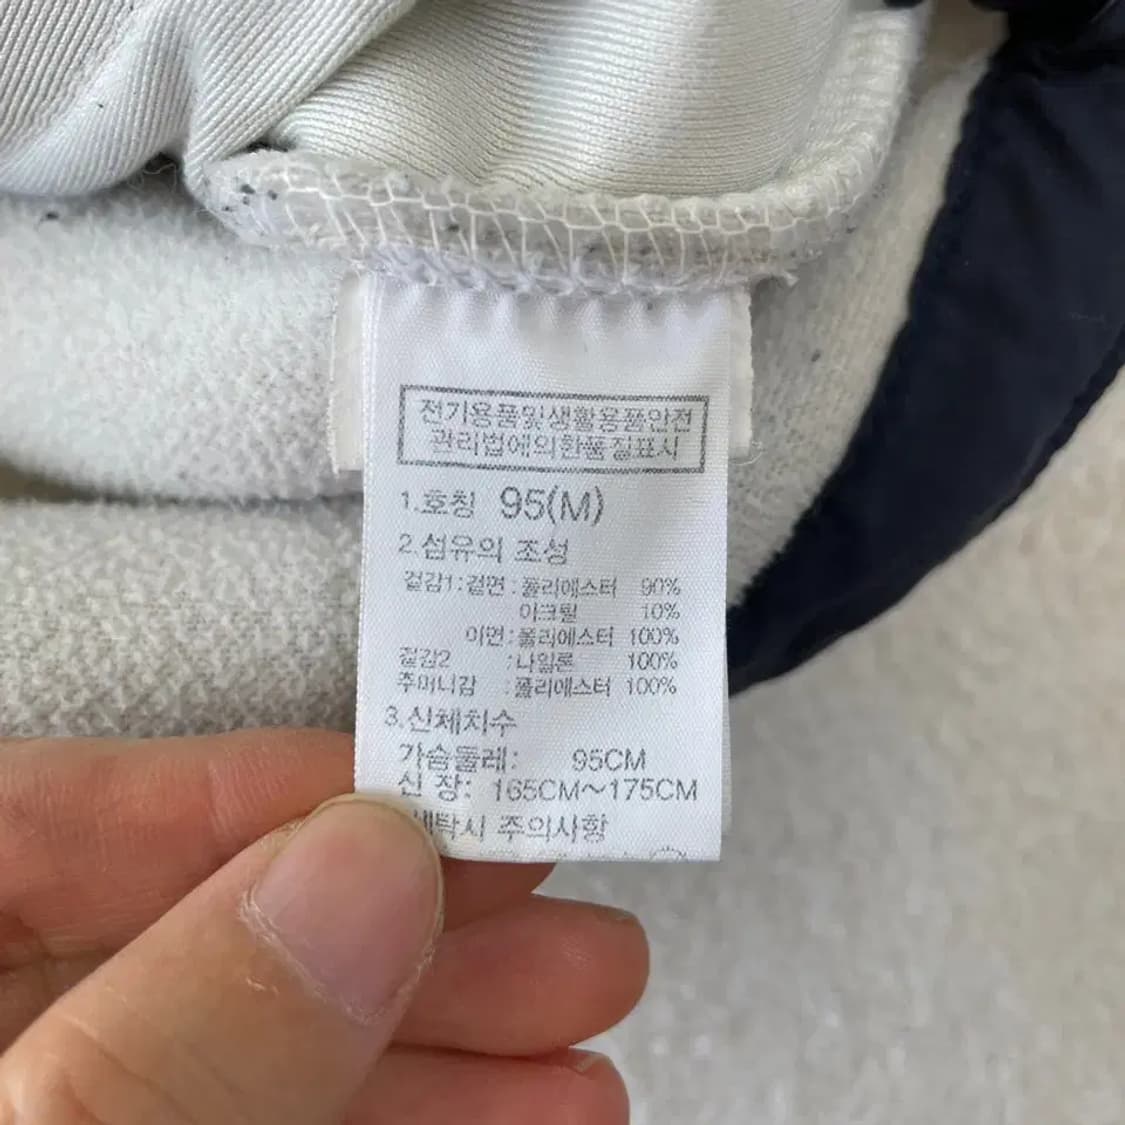 전기용품및생활용품안전
관리법에의한품질표시
1.호칭 95(M)
2.섬유의 조성
겉감1:겉면:폴리에스터 90%
아크릴 10%
이면:폴리에스터 100%
겉감2 :나일론 100%
주머니감 :폴리에스터 100%
3.신체치수
가슴둘레: 95CM
신 장: 165CM~175CM
세탁시 주의사항